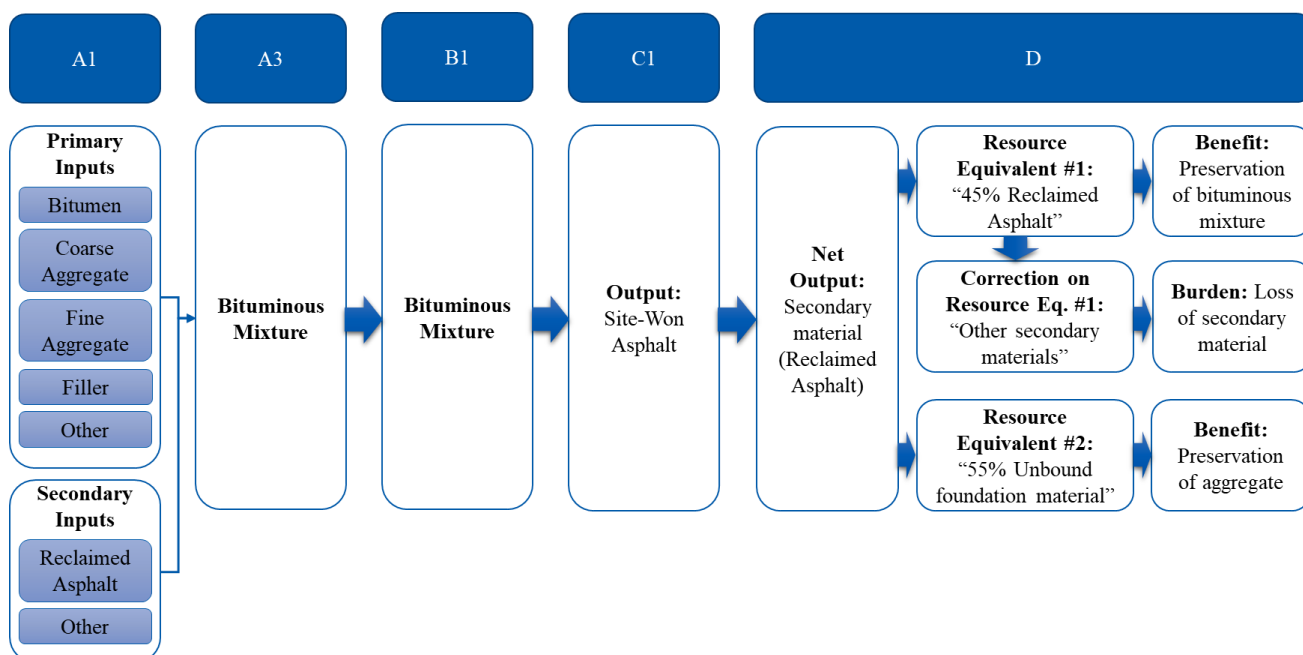 A1
A3
B1
C1
D
Primary
Inputs
Bitumen
Coarse
Aggregate
Fine
Aggregate
Filler
Other
Secondary
Inputs
Reclaimed
Asphalt
Other
Bituminous
Mixture
Bituminous
Mixture
Output:
Site-Won
Asphalt
Net
Output:
Secondary
material
(Reclaimed
Asphalt)
Resource
Equivalent #1:
“45% Reclaimed
Asphalt”
Benefit:
Preservation
of bituminous
mixture
Correction on
Resource Eq. #1:
“Other secondary
materials”
Burden: Loss
of secondary
material
Resource
Equivalent #2:
“55% Unbound
foundation material”
Benefit:
Preservation
of aggregate